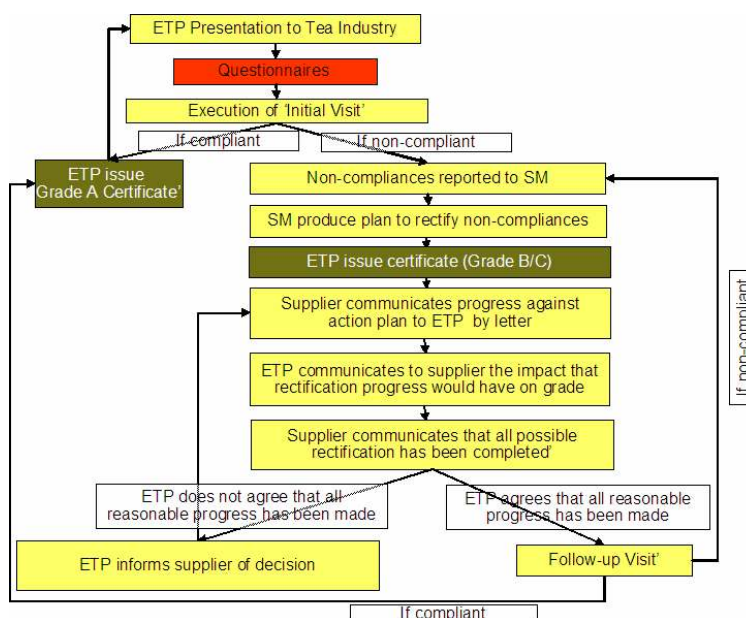 ETP Presentation to Tea Industry
Questionnaires
Execution of ‘Initial Visit’
If compliant
If non-compliant
ETP issue
Grade A Certificate’
Non-compliances reported to SM
SM produce plan to rectify non-compliances
ETP issue certificate (Grade B/C)
Supplier communicates progress against
action plan to ETP by letter
If non-compliant
ETP communicates to supplier the impact that
rectification progress would have on grade
Supplier communicates that all possible
rectification has been completed’
ETP does not agree that all
reasonable progress has been made
ETP agrees that all reasonable
progress has been made
ETP informs supplier of decision
Follow-up Visit’
If compliant